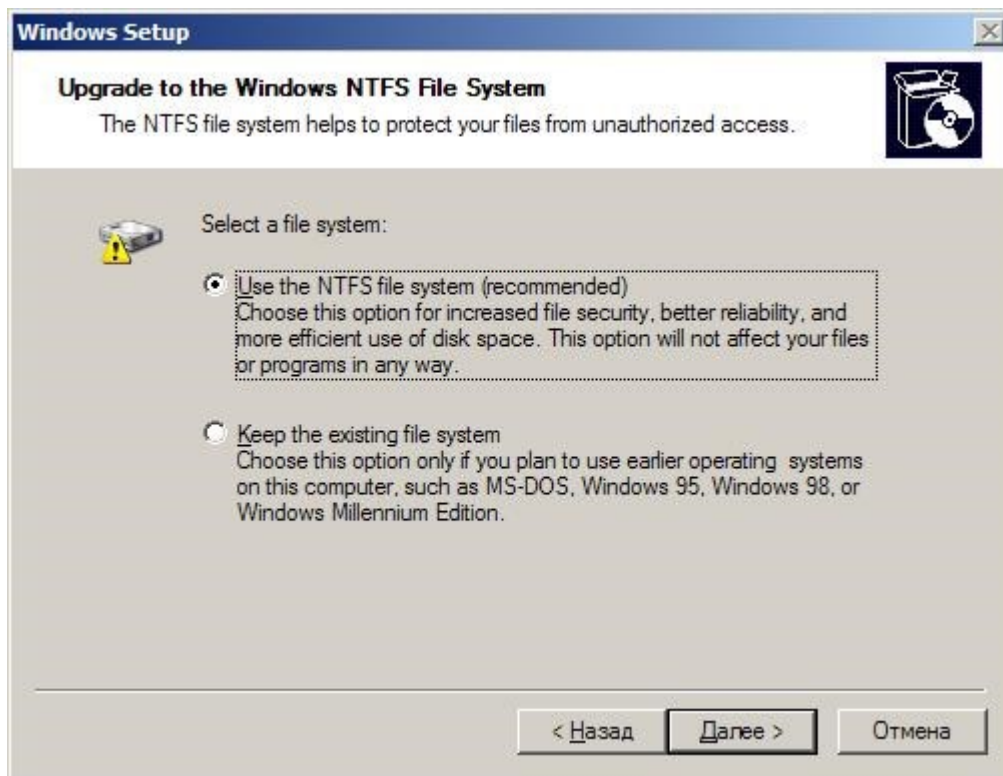 Windows Setup
Upgrade to the Windows NTFS File System
The NTFS file system helps to protect your files from unauthorized access.
Select a file system:
Use the NTFS file system (recommended)
Choose this option for increased file security, better reliability, and
more efficient use of disk space. This option will not affect your files
or programs in any way.
Keep the existing file system
Choose this option only if you plan to use earlier operating  systems
on this computer, such as MS-DOS, Windows 95, Windows 98, or
Windows Millennium Edition.
< Назад
Далее >
Отмена